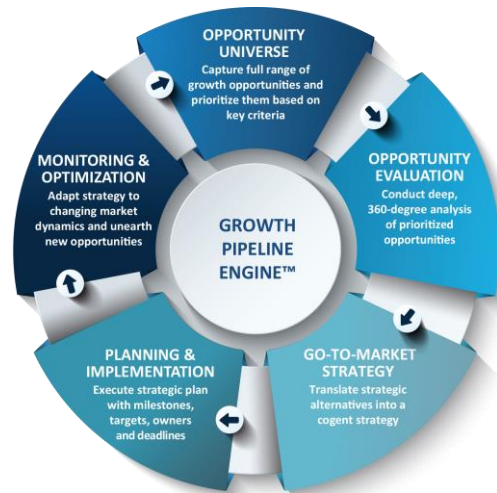 OPPORTUNITY
UNIVERSE
Capture full range of
growth opportunities and
prioritize them based on
key criteria
OPPORTUNITY
EVALUATION
Conduct deep,
360-degree analysis
of prioritized
opportunities
GO-TO-MARKET
STRATEGY
Translate strategic
alternatives into a
cogent strategy
PLANNING &
IMPLEMENTATION
Execute strategic plan
with milestones,
targets, owners
and deadlines
MONITORING &
OPTIMIZATION
Adapt strategy to
changing market
dynamics and unearth
new opportunities
GROWTH
PIPELINE
ENGINE™